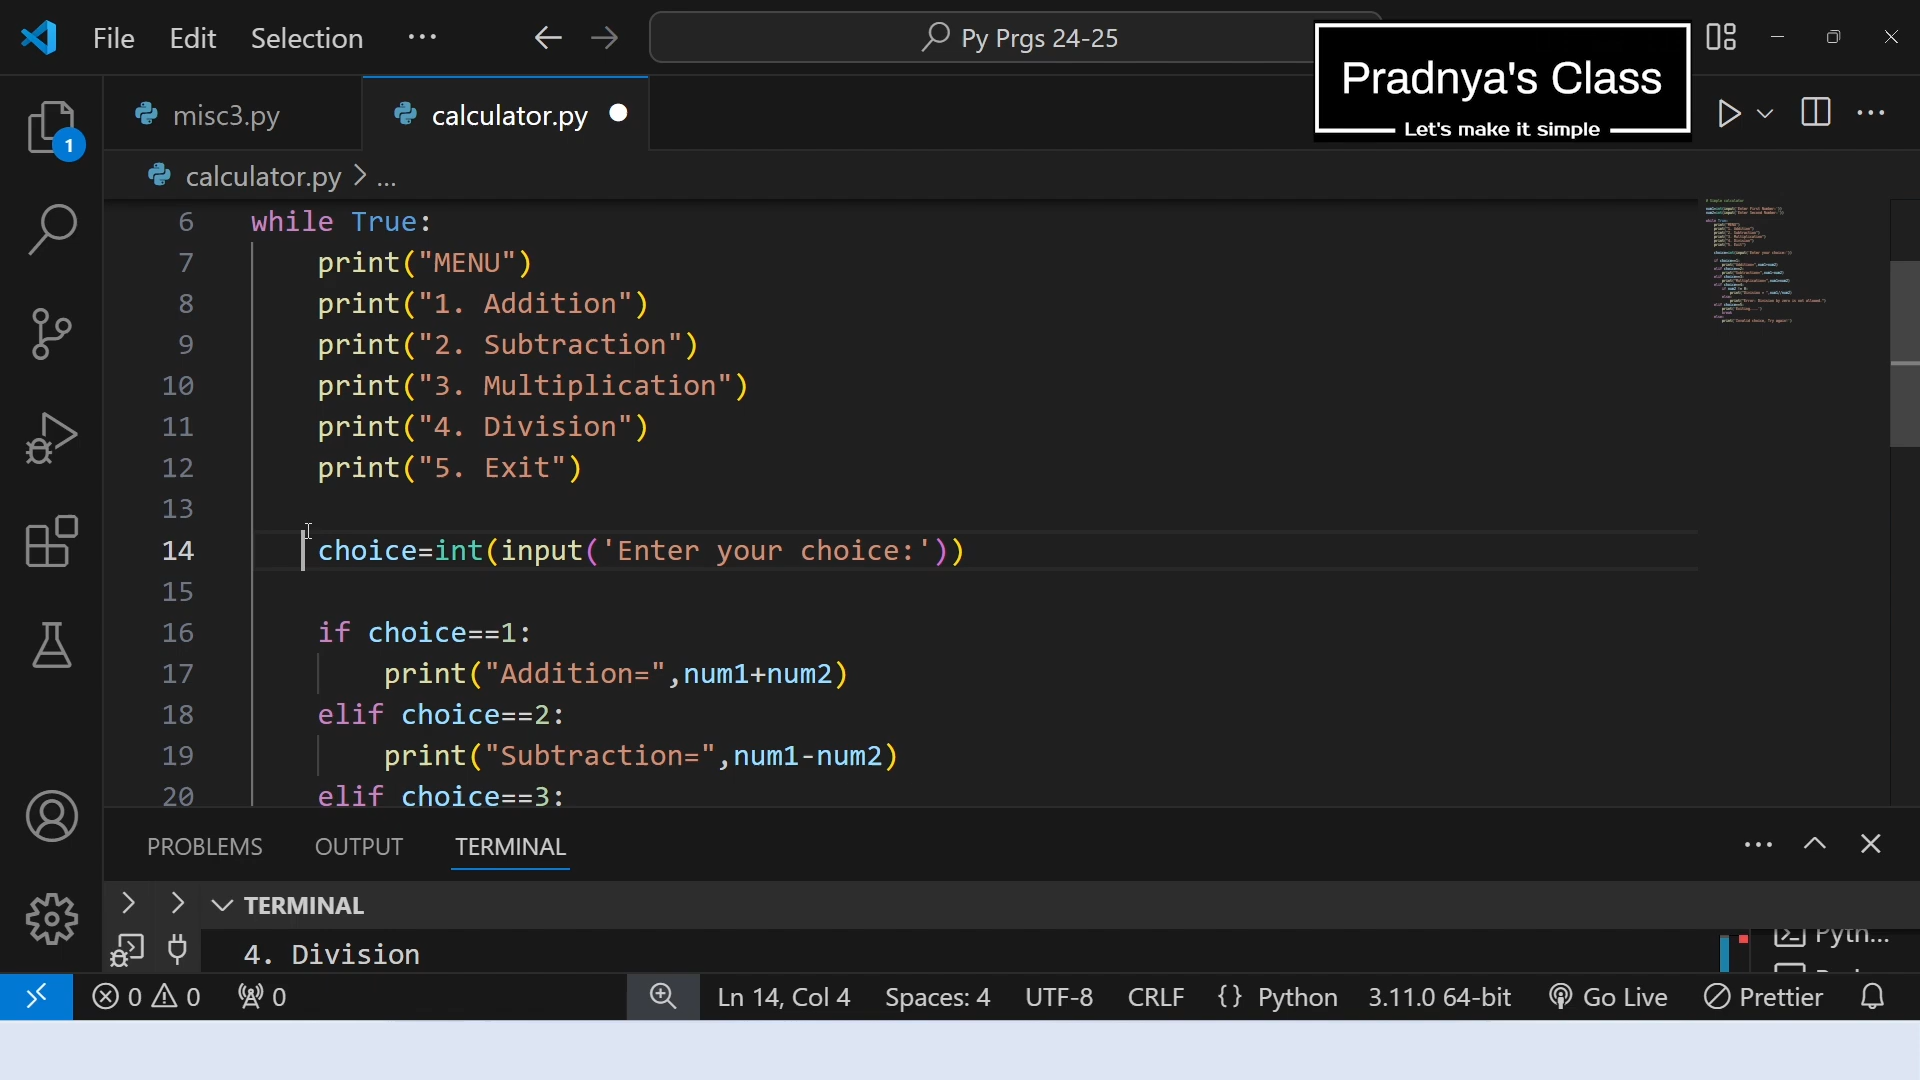 File Edit Selection ··· Py Prgs 24-25
Pradnya's Class
Let's make it simple
misc3.py calculator.py
1
calculator.py > ...
6 while True:
7 print("MENU")
8 print("1. Addition")
9 print("2. Subtraction")
10 print("3. Multiplication")
11 print("4. Division")
12 print("5. Exit")
13
14 choice=int(input('Enter your choice:'))
15
16 if choice==1:
17 print("Addition=",num1+num2)
18 elif choice==2:
19 print("Subtraction=",num1-num2)
20 elif choice==3:
PROBLEMS OUTPUT TERMINAL
TERMINAL
4. Division
Pyth...
0 0 0 Ln 14, Col 4 Spaces: 4 UTF-8 CRLF {} Python 3.11.0 64-bit Go Live Prettier